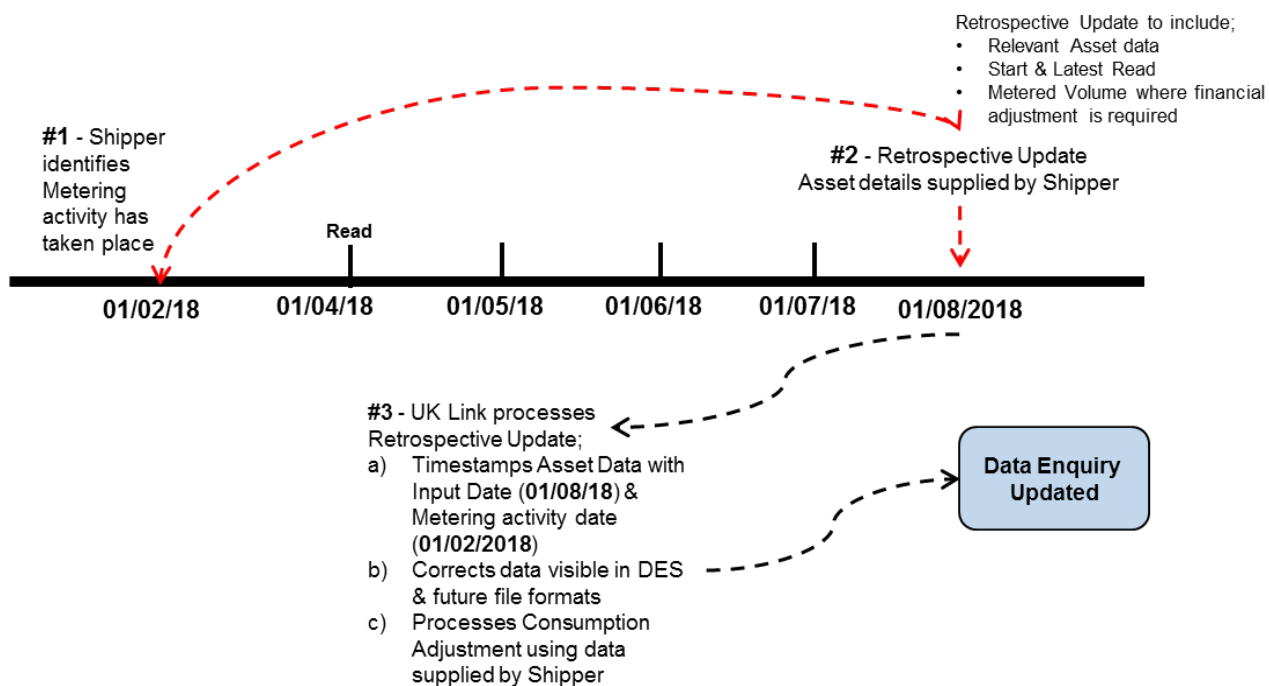 Retrospective Update to include;
• Relevant Asset data
• Start & Latest Read
• Metered Volume where financial
adjustment is required
#1 - Shipper
identifies
Metering
activity has
taken place
#2 - Retrospective Update
Asset details supplied by Shipper
Read
01/02/18
01/04/18
01/05/18
01/06/18
01/07/18
01/08/2018
#3 - UK Link processes
Retrospective Update;
a) Timestamps Asset Data with
Input Date (01/08/18) &
Metering activity date
(01/02/2018)
b) Corrects data visible in DES
& future file formats
c) Processes Consumption
Adjustment using data
supplied by Shipper
Data Enquiry
Updated